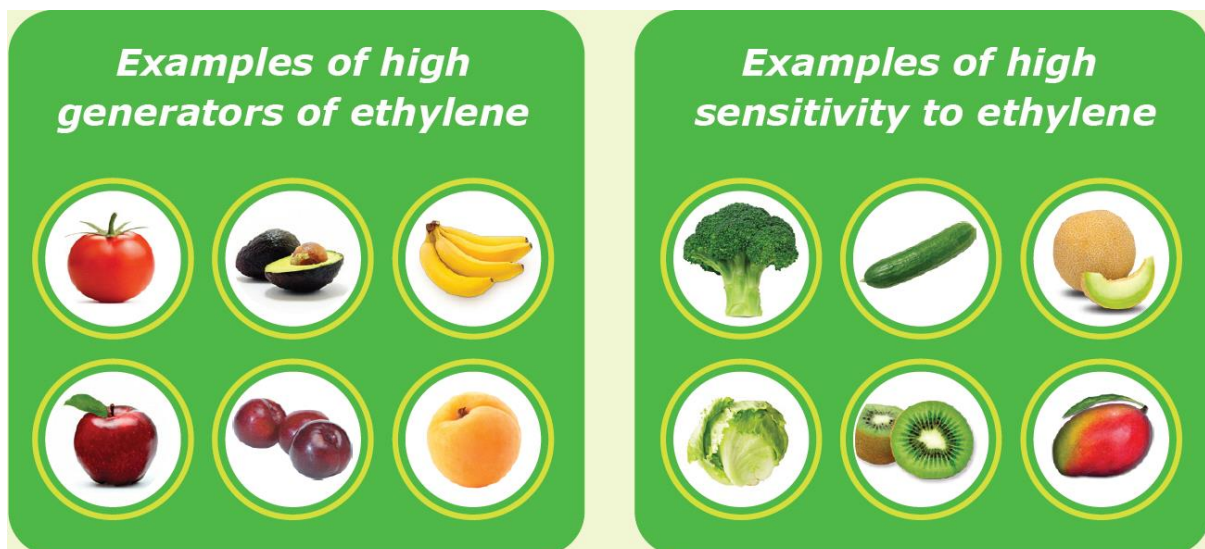 Examples of high
generators of ethylene
Examples of high
sensitivity to ethylene